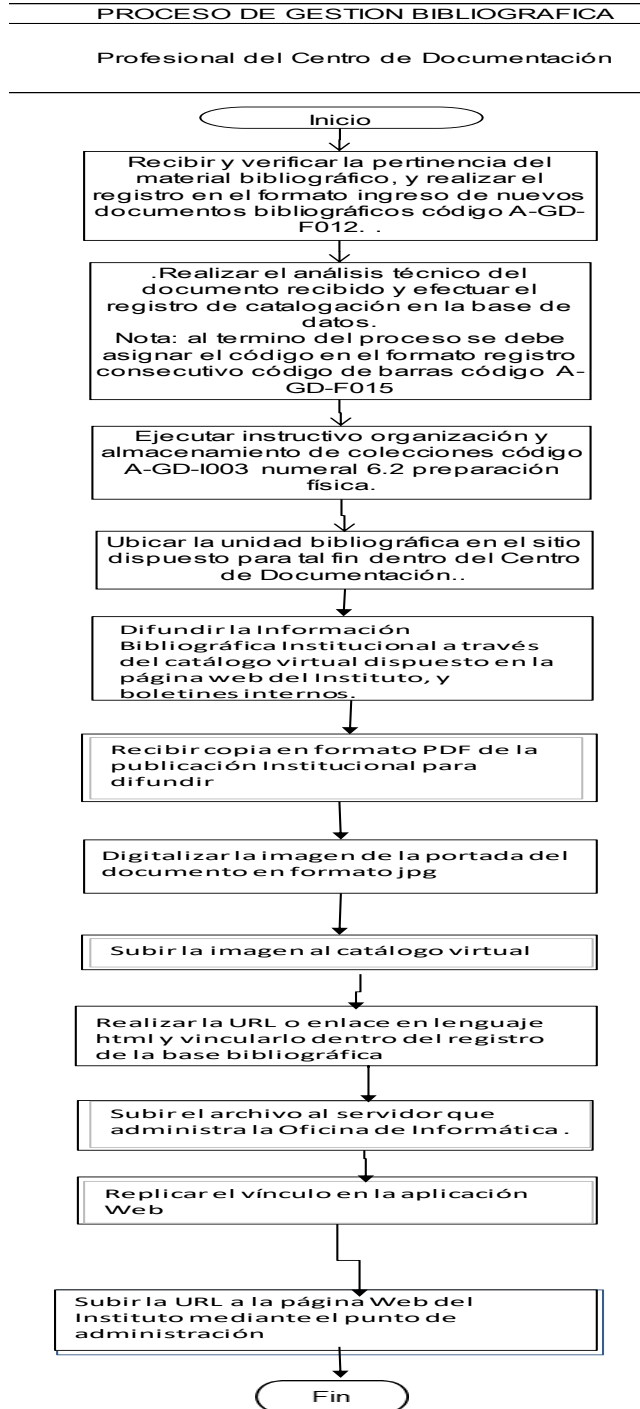 PROCESO DE GESTION BIBLIOGRAFICA
Profesional del Centro de Documentación
Inicio
Recibir y verificar la pertinencia del
material bibliográfico, y realizar el
registro en el formato ingreso de nuevos
documentos bibliográficos código A-GD-
F012. .
.Realizar el análisis técnico del
documento recibido y efectuar el
registro de catalogación en la base de
datos.
Nota: al termino del proceso se debe
asignar el código en el formato registro
consecutivo código de barras código A-
GD-F015
Ejecutar instructivo organización y
almacenamiento de colecciones código
A-GD-I003 numeral 6.2 preparación
física.
Ubicar la unidad bibliográfica en el sitio
dispuesto para tal fin dentro del Centro
de Documentación..
Difundir la Información
Bibliográfica Institucional a través
del catálogo virtual dispuesto en la
página web del Instituto, y
boletines internos.
Recibir copia en formato PDF de la
publicación Institucional para
difundir
Digitalizar la imagen de la portada del
documento en formato jpg
Subir la imagen al catálogo virtual
Realizar la URL o enlace en lenguaje
html y vincularlo dentro del registro
de la base bibliográfica
Subir el archivo al servidor que
administra la Oficina de Informática .
Replicar el vínculo en la aplicación
Web
Subir la URL a la página Web del
Instituto mediante el punto de
administración
Fin